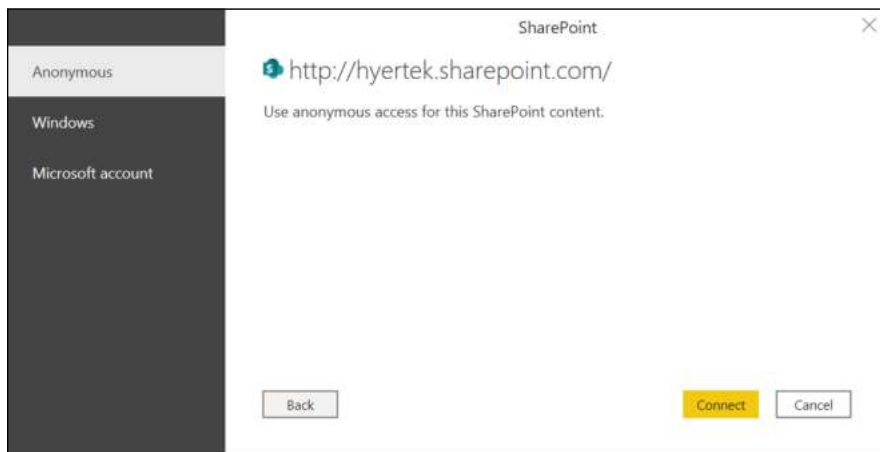 SharePoint
Anonymous
Windows
Microsoft account
http://hyertek.sharepoint.com/
Use anonymous access for this SharePoint content.
Back
Connect
Cancel